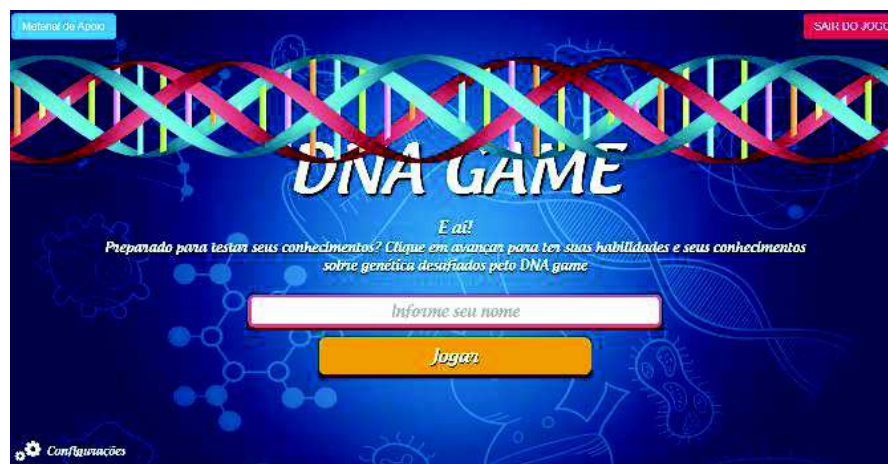 Material de Apoio
SAIR DO JOGO
DNA GAME
E aí!
Preparado para testar seus conhecimentos? Clique em avançar para ter suas habilidades e seus conhecimentos
sobre genética desafiados pelo DNA game
Informe seu nome
Jogar
Configurações